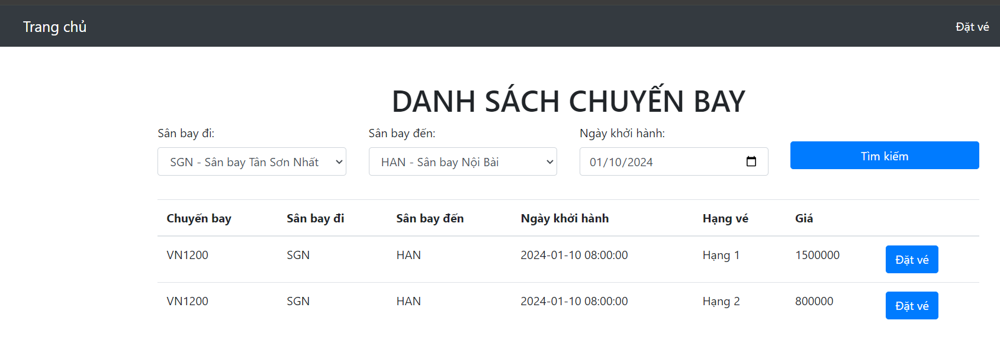 Trang chủ Đặt vé
DANH SÁCH CHUYẾN BAY
Sân bay đi: Sân bay đến: Ngày khởi hành:
SGN - Sân bay Tân Sơn Nhất HAN - Sân bay Nội Bài 01/10/2024 Tìm kiếm
Chuyến bay Sân bay đi Sân bay đến Ngày khởi hành Hạng vé Giá
VN1200 SGN HAN 2024-01-10 08:00:00 Hạng 1 1500000 Đặt vé
VN1200 SGN HAN 2024-01-10 08:00:00 Hạng 2 800000 Đặt vé